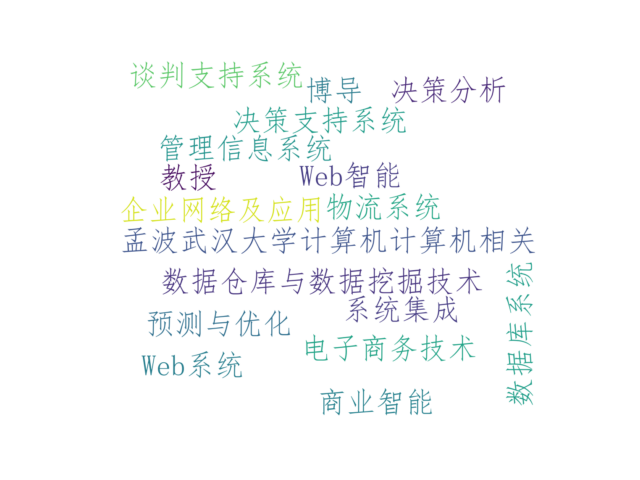 谈判支持系统
博导
决策分析
决策支持系统
管理信息系统
教授
Web智能
企业网络及应用
物流系统
孟波武汉大学计算机计算机相关
数据仓库与数据挖掘技术
系统集成
预测与优化
电子商务技术
数据库系统
Web系统
商业智能